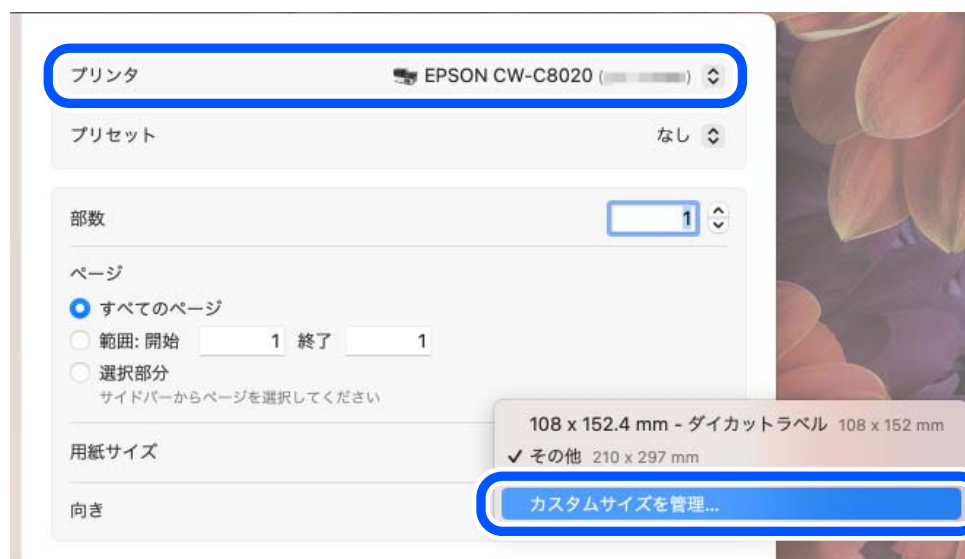 プリンタ EPSON CW-C8020 ( )
プリセット なし
部数 1
ページ
すべてのページ
範囲: 開始 1 終了 1
選択部分
サイドバーからページを選択してください
用紙サイズ
108 x 152.4 mm - ダイカットラベル 108 x 152 mm
✓ その他 210 x 297 mm
カスタムサイズを管理...
向き